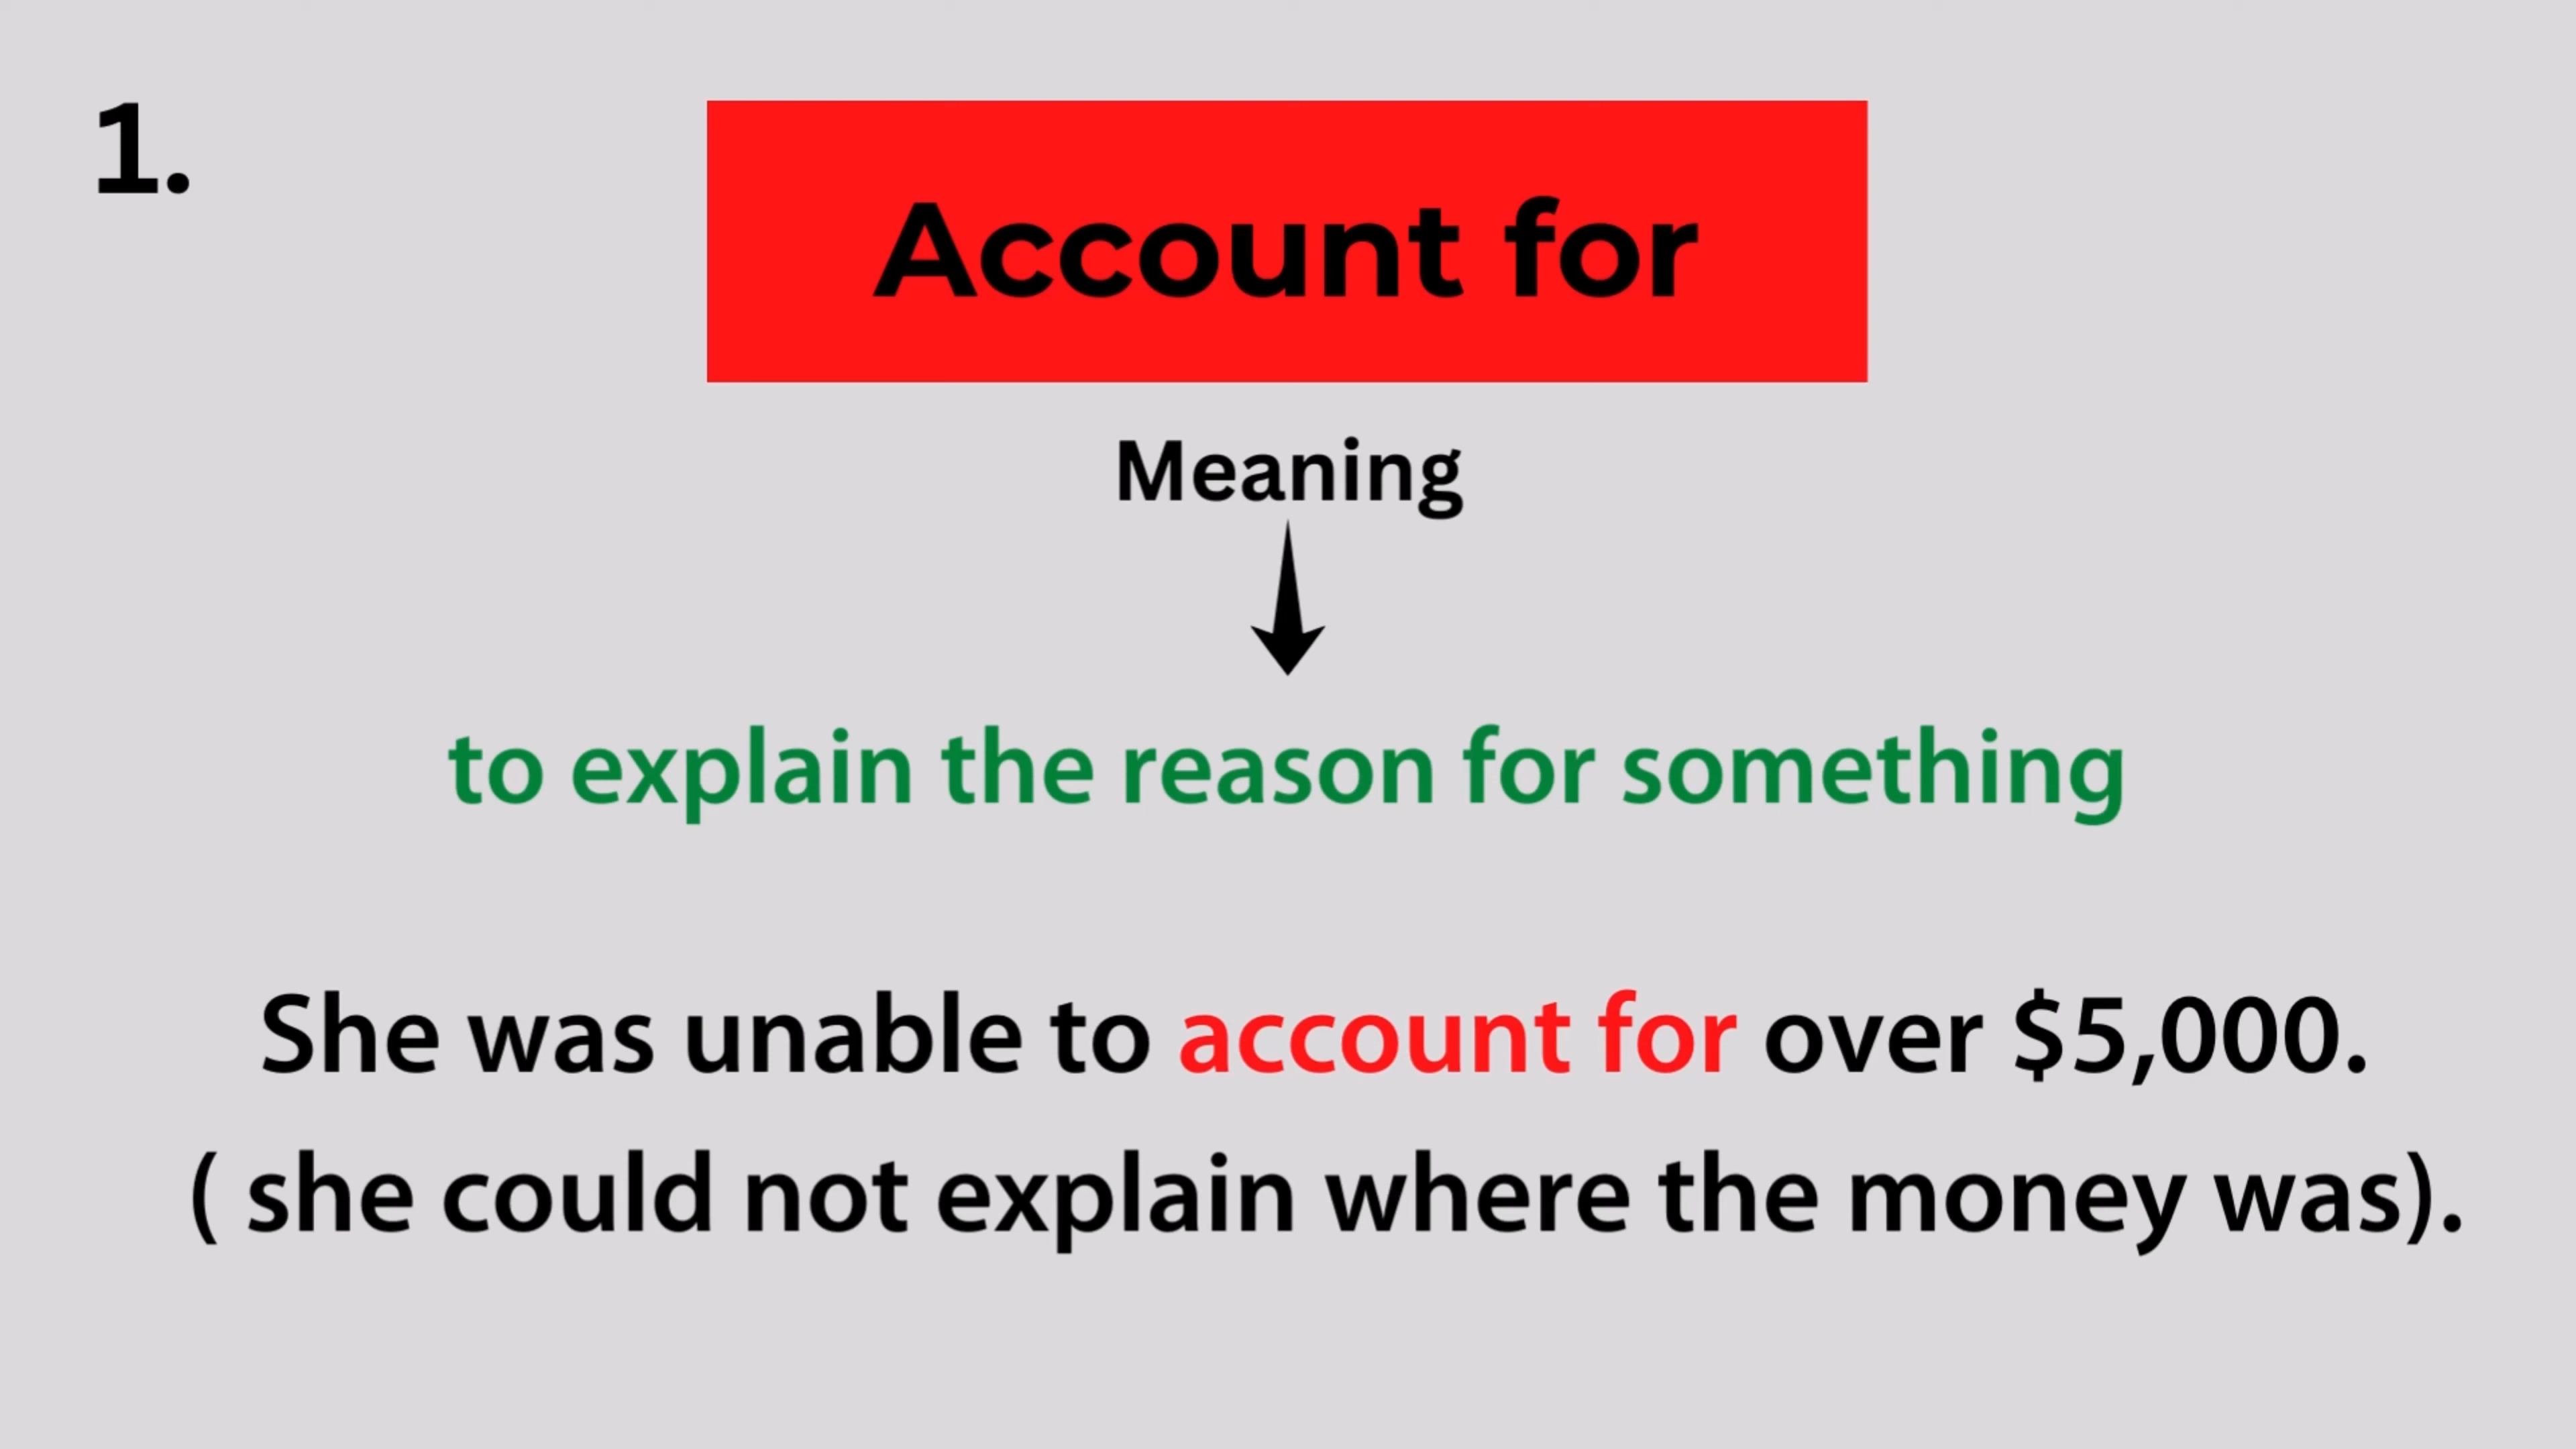 1.
Account for
Meaning
to explain the reason for something
She was unable to account for over $5,000.
( she could not explain where the money was).